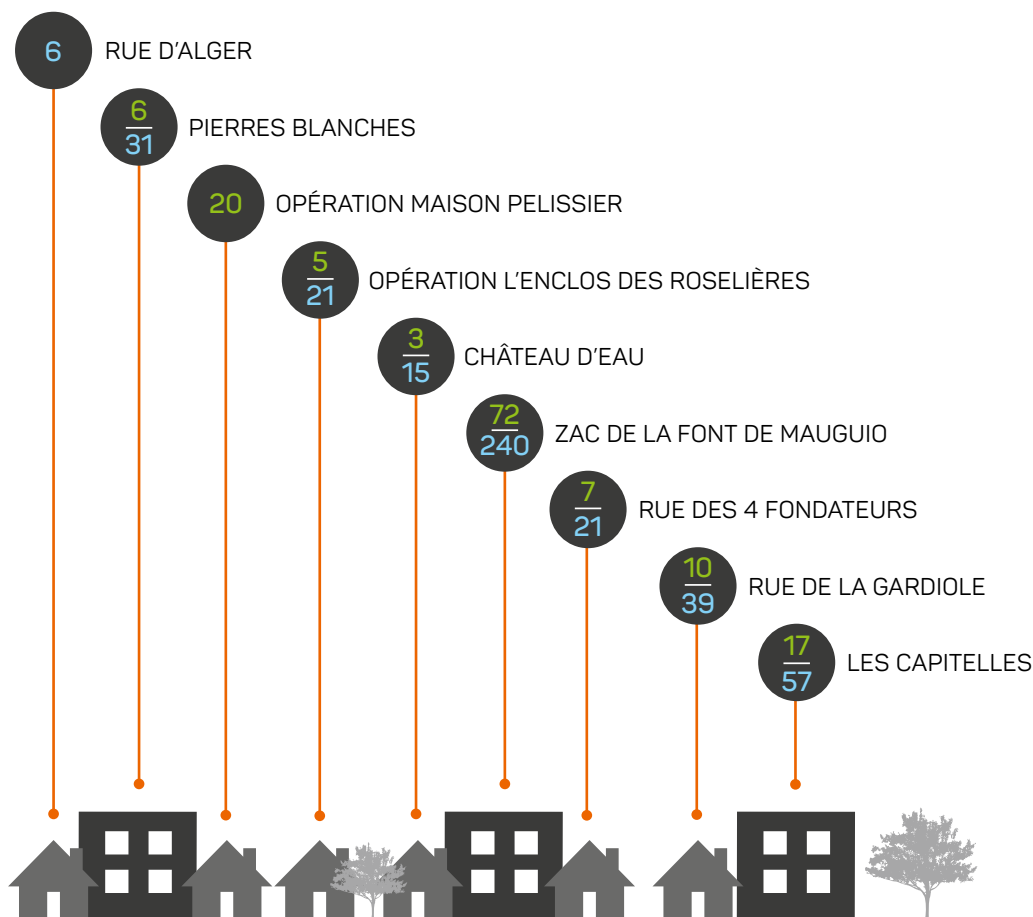 6
RUE D'ALGER
6
31
PIERRES BLANCHES
20
OPÉRATION MAISON PELISSIER
5
21
OPÉRATION L'ENCLOS DES ROSELIÈRES
3
15
CHÂTEAU D'EAU
72
240
ZAC DE LA FONT DE MAUGUIO
7
21
RUE DES 4 FONDATEURS
10
39
RUE DE LA GARDIOLE
17
57
LES CAPITELLES